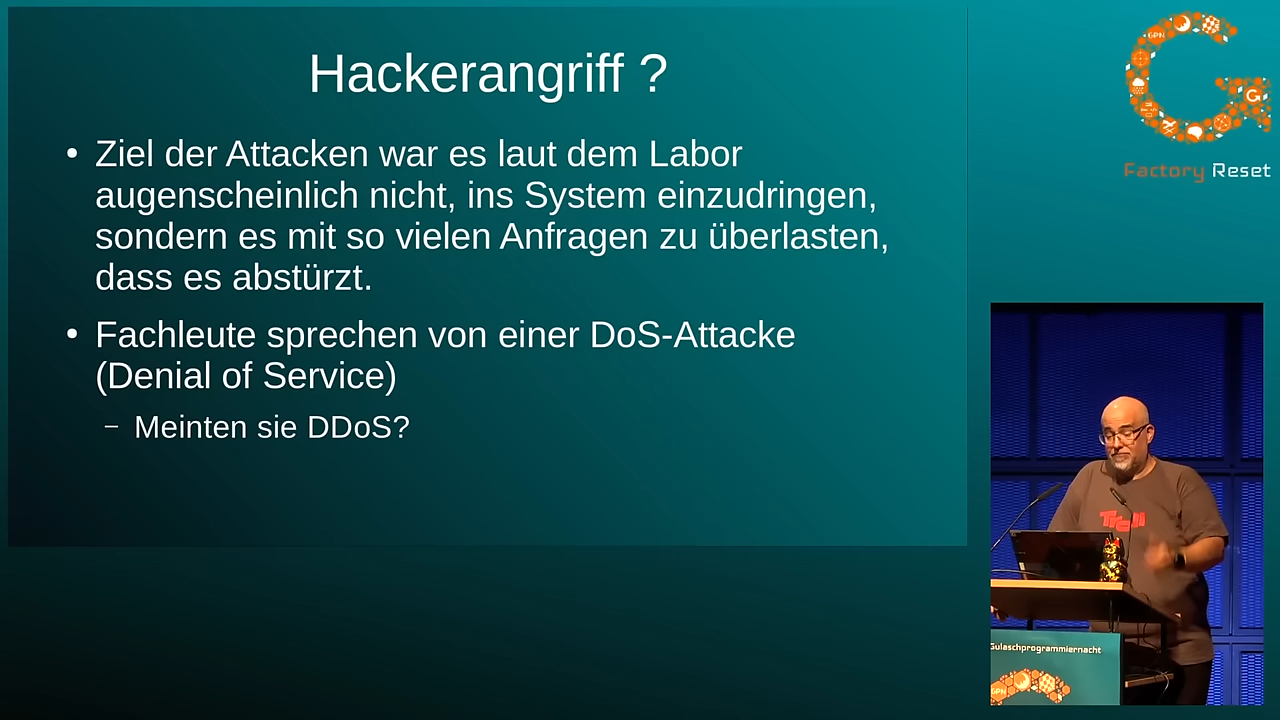 Hackerangriff ?
• Ziel der Attacken war es laut dem Labor
augenscheinlich nicht, ins System einzudringen,
sondern es mit so vielen Anfragen zu überlasten,
dass es abstürzt.
• Fachleute sprechen von einer DoS-Attacke
(Denial of Service)
– Meinten sie DDoS?
GPN
G
Factory Reset
Gulaschprogrammiernacht
GPN